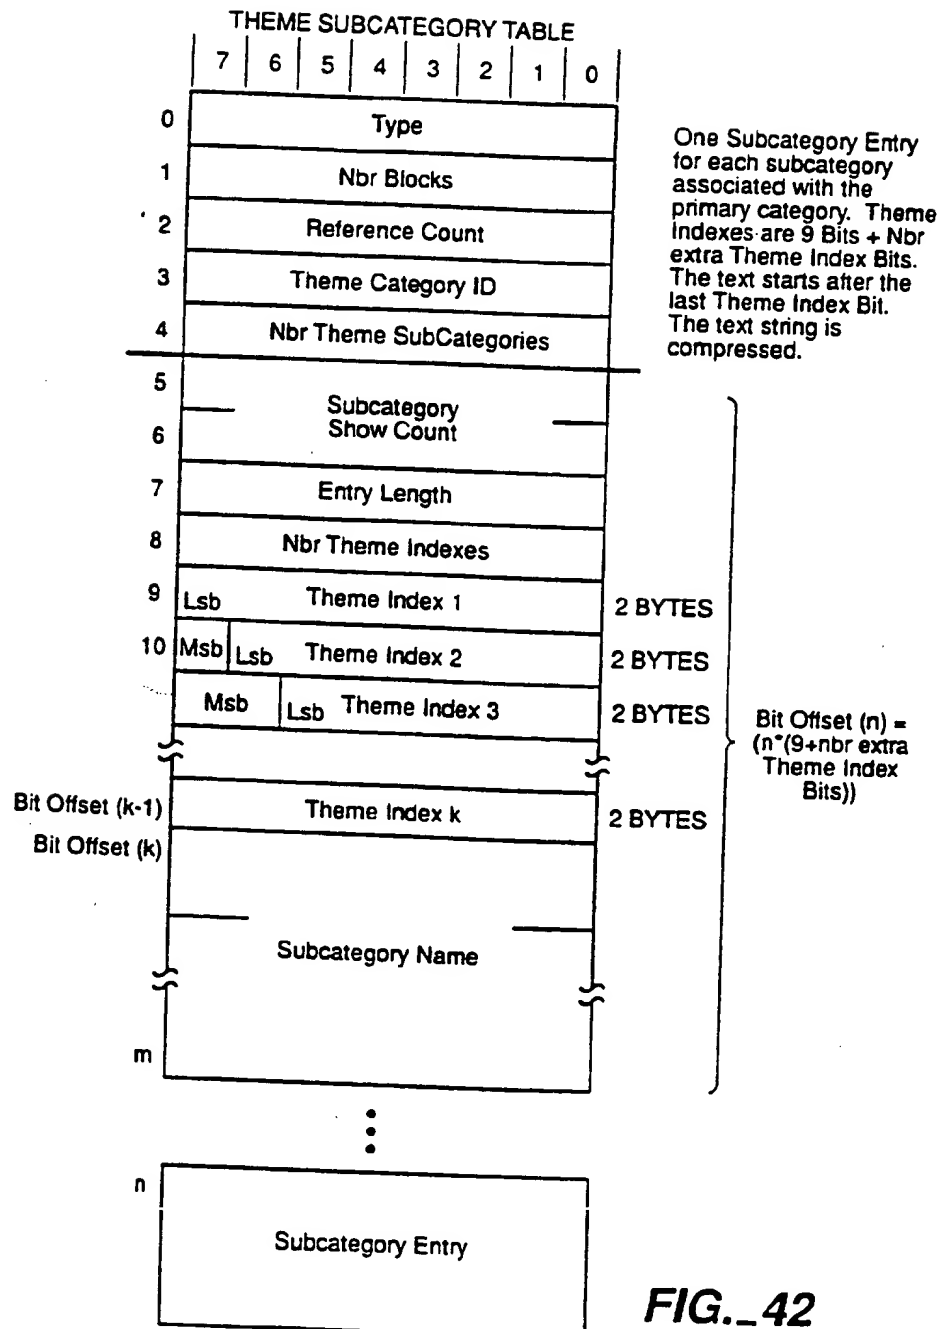 THEME SUBCATEGORY TABLE
7 6 5 4 3 2 1 0
0 Type
1 Nbr Blocks
2 Reference Count
3 Theme Category ID
4 Nbr Theme SubCategories
One Subcategory Entry
for each subcategory
associated with the
primary category. Theme
Indexes are 9 Bits + Nbr
extra Theme Index Bits.
The text starts after the
last Theme Index Bit.
The text string is
compressed.
5
Subcategory
Show Count
6
7 Entry Length
8 Nbr Theme Indexes
9 Lsb Theme Index 1 2 BYTES
10 Msb Lsb Theme Index 2 2 BYTES
Msb Lsb Theme Index 3 2 BYTES
Bit Offset (n) =
(n*(9+nbr extra
Theme Index
Bits))
Bit Offset (k-1) Theme Index k 2 BYTES
Bit Offset (k)
Subcategory Name
m
n
Subcategory Entry
FIG._42